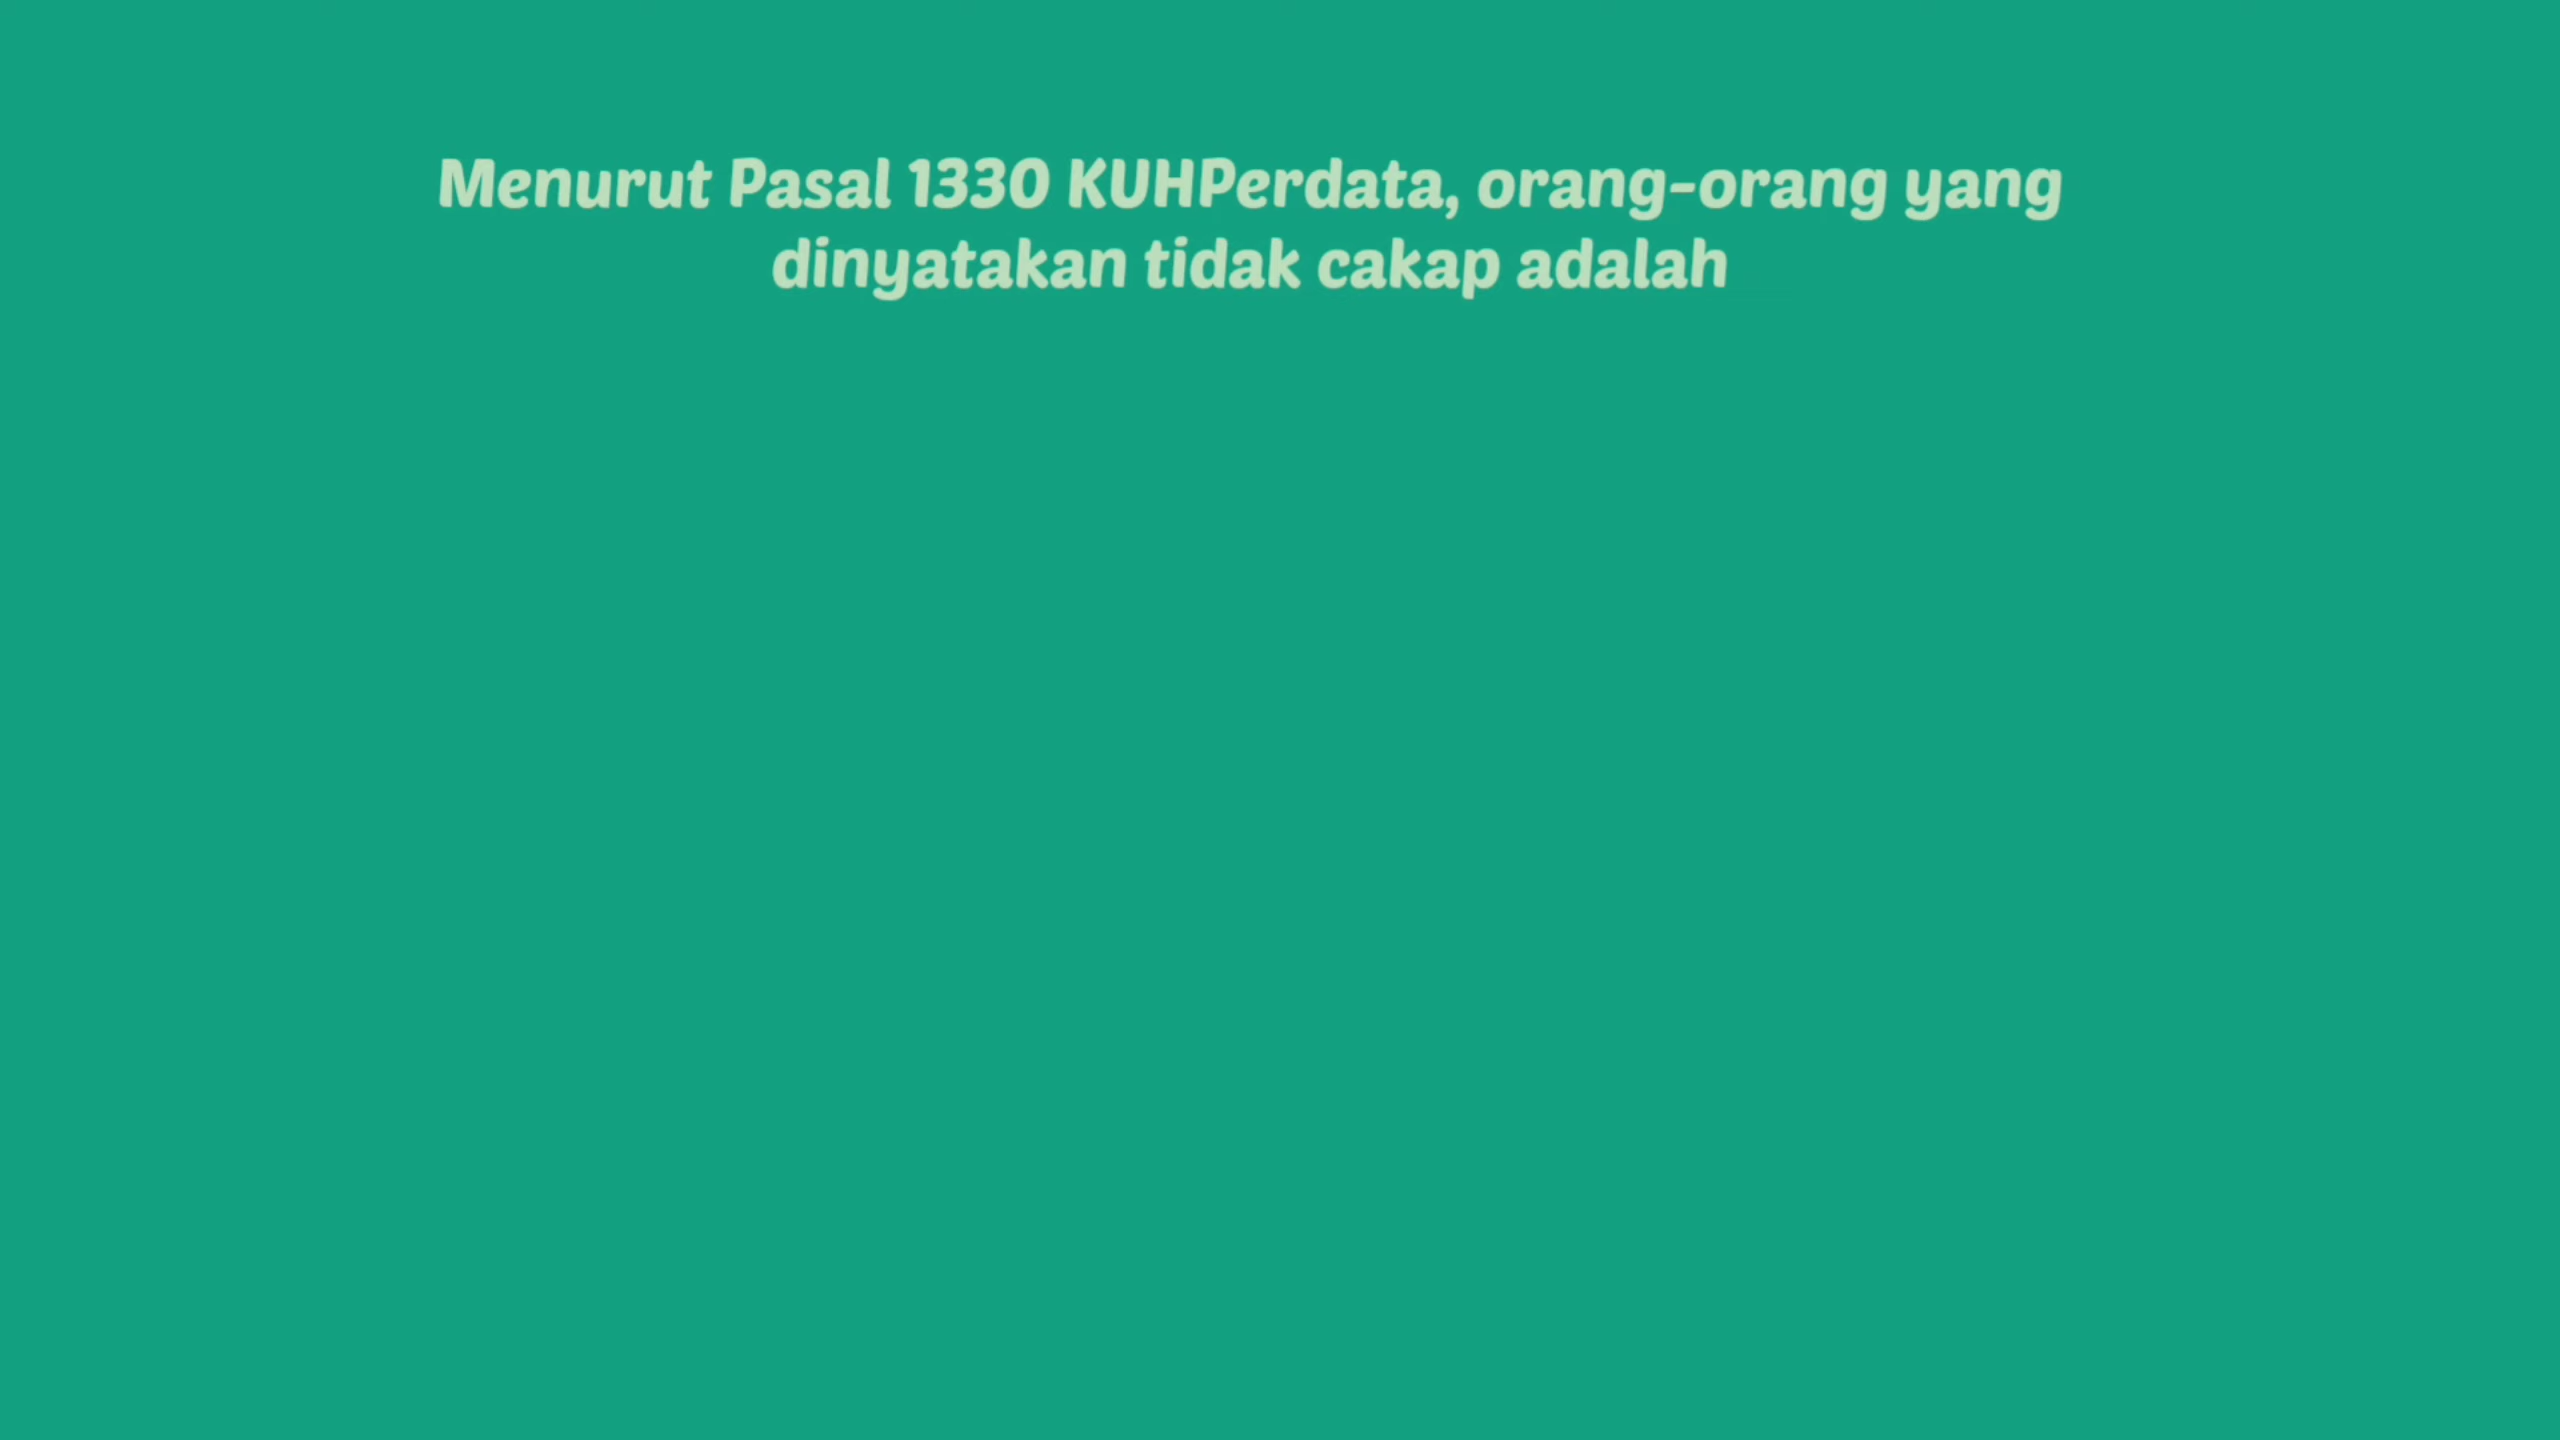 Menurut Pasal 1330 KUHPerdata, orang-orang yang
dinyatakan tidak cakap adalah